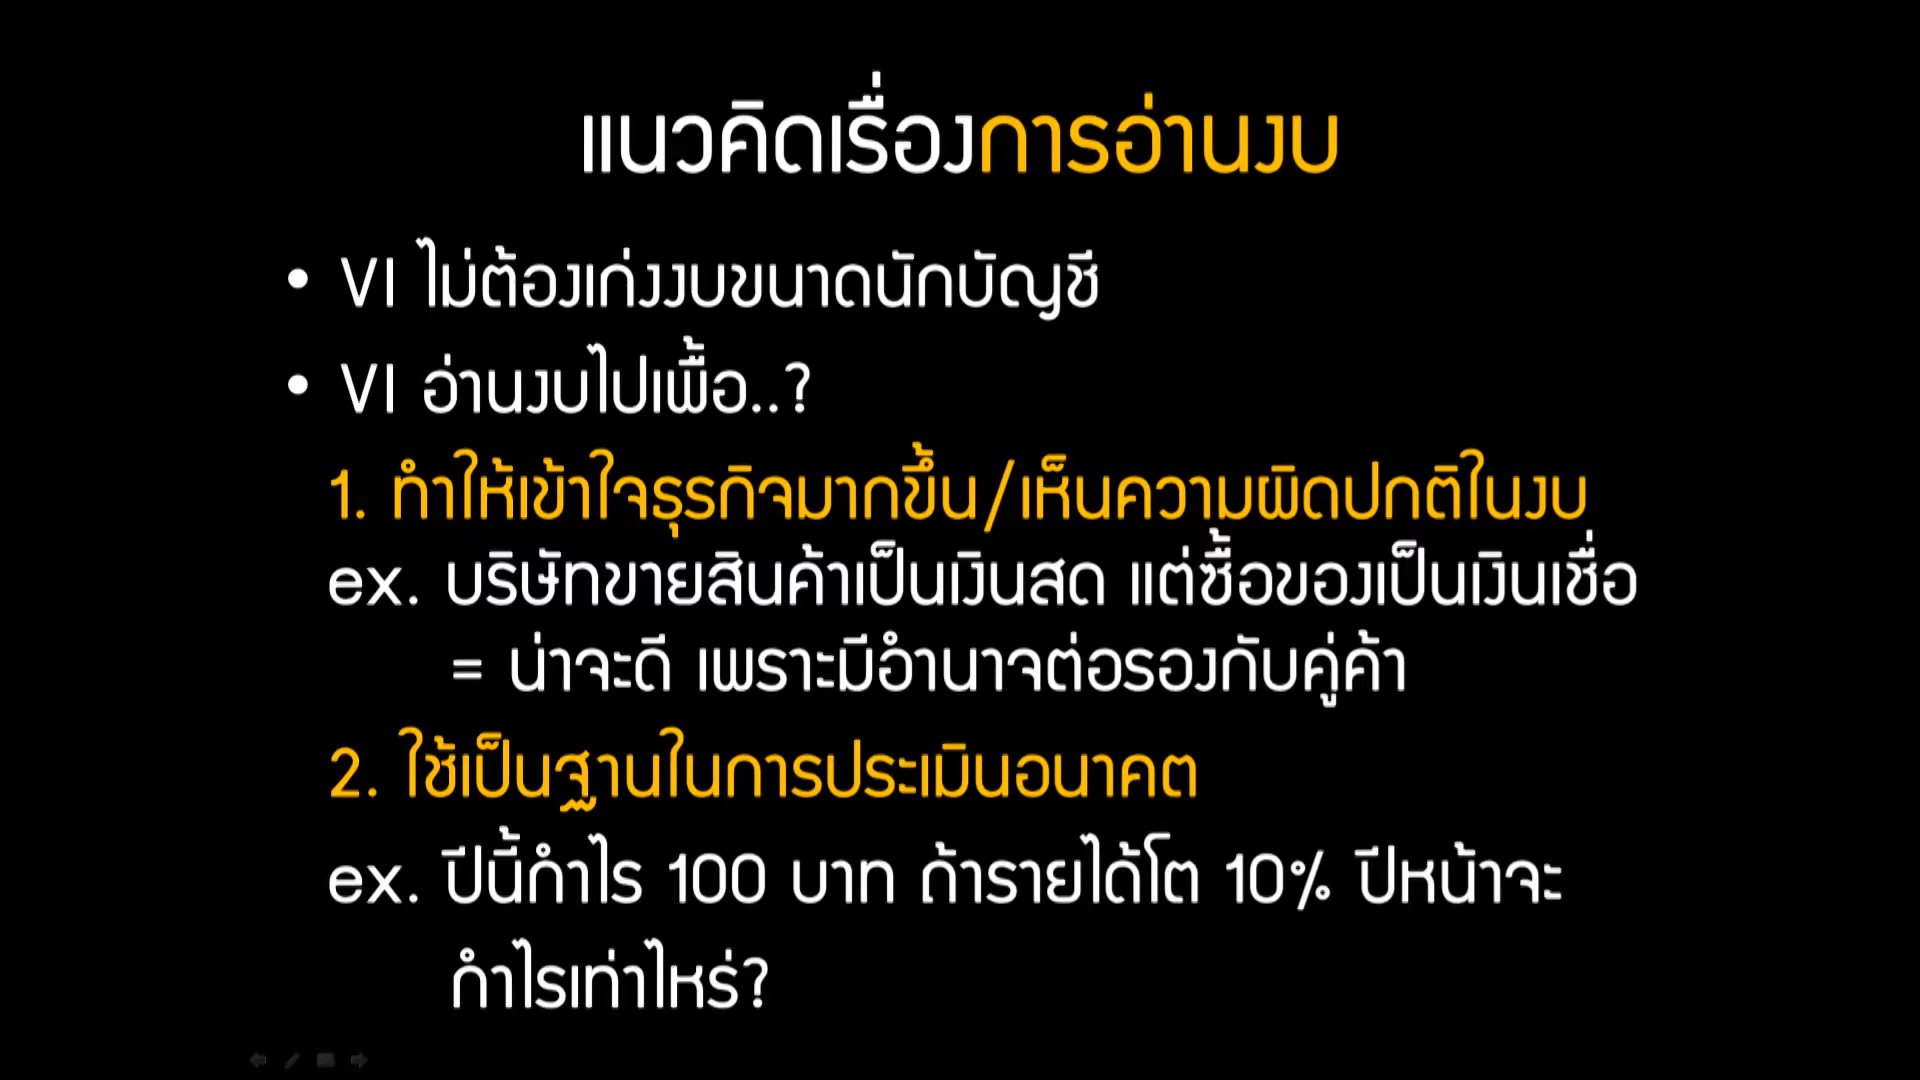 แนวคิดเรื่องการอ่านงบ
• VI ไม่ต้องเก่งงบขนาดนักบัญชี
• VI อ่านงบไปเพื้อ..?
1. ทำให้เข้าใจธุรกิจมากขึ้น/เห็นความผิดปกติในงบ
ex. บริษัทขายสินค้าเป็นเงินสด แต่ซื้อของเป็นเงินเชื่อ
= น่าจะดี เพราะมีอำนาจต่อรองกับคู่ค้า
2. ใช้เป็นฐานในการประเมินอนาคต
ex. ปีนี้กำไร 100 บาท ถ้ารายได้โต 10% ปีหน้าจะ
กำไรเท่าไหร่?